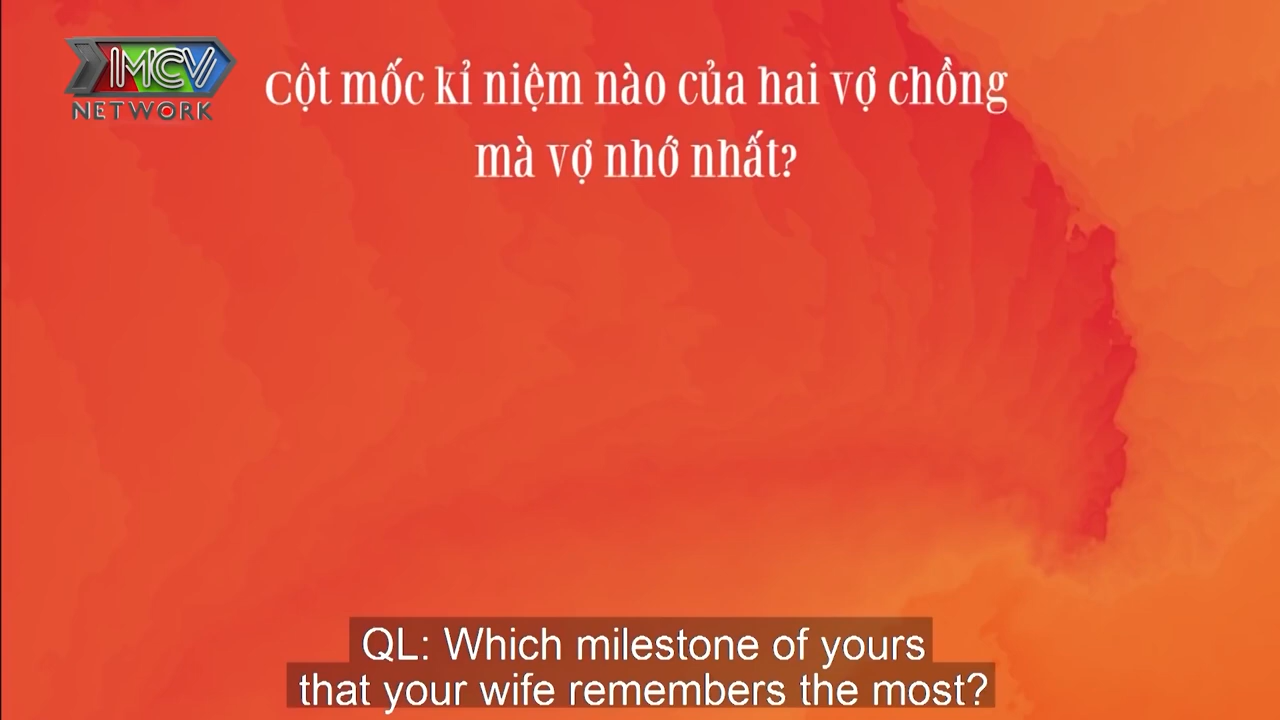 MCV
NETWORK
Cột mốc kỉ niệm nào của hai vợ chồng
mà vợ nhớ nhất?
QL: Which milestone of yours
that your wife remembers the most?